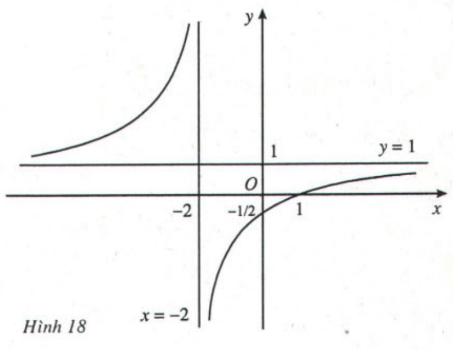 y
1
y = 1
O
-2
-1/2
1
x
x = -2
Hình 18